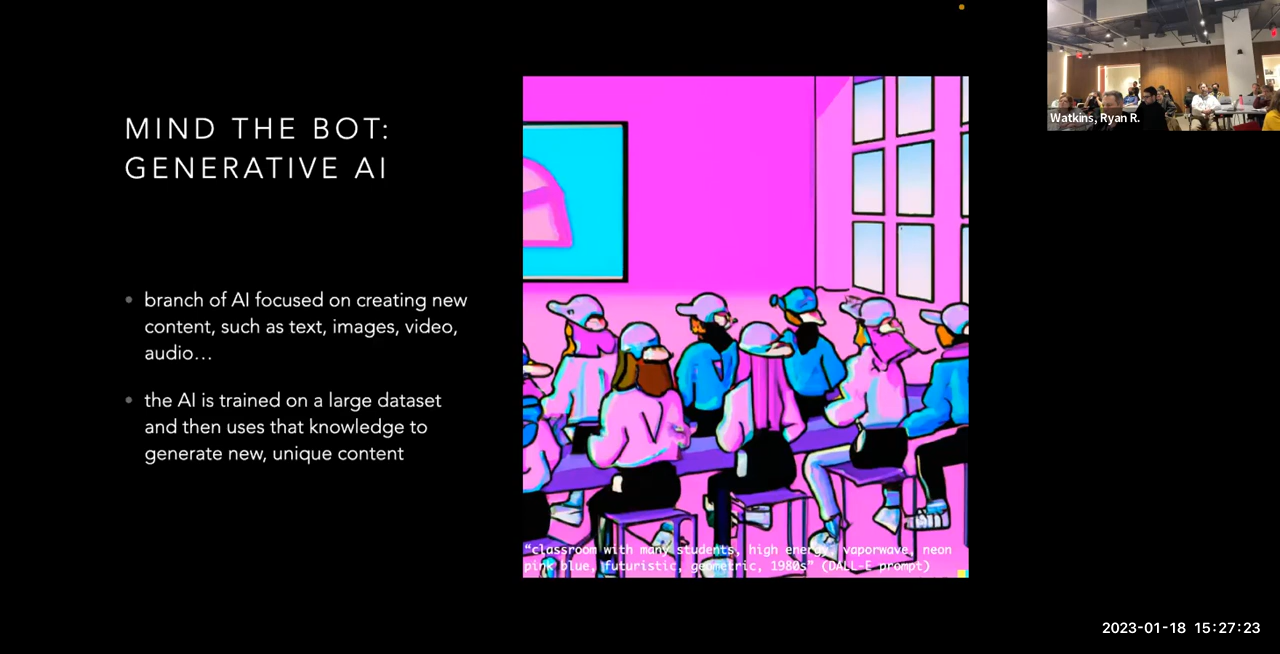 MIND THE BOT:
GENERATIVE AI
• branch of AI focused on creating new
content, such as text, images, video,
audio…
• the AI is trained on a large dataset
and then uses that knowledge to
generate new, unique content
“classroom with many students, high energy, vaporwave, neon
pink blue, futuristic, geometric, 1980s” (DALL-E prompt)
Watkins, Ryan R.
2023-01-18 15:27:23